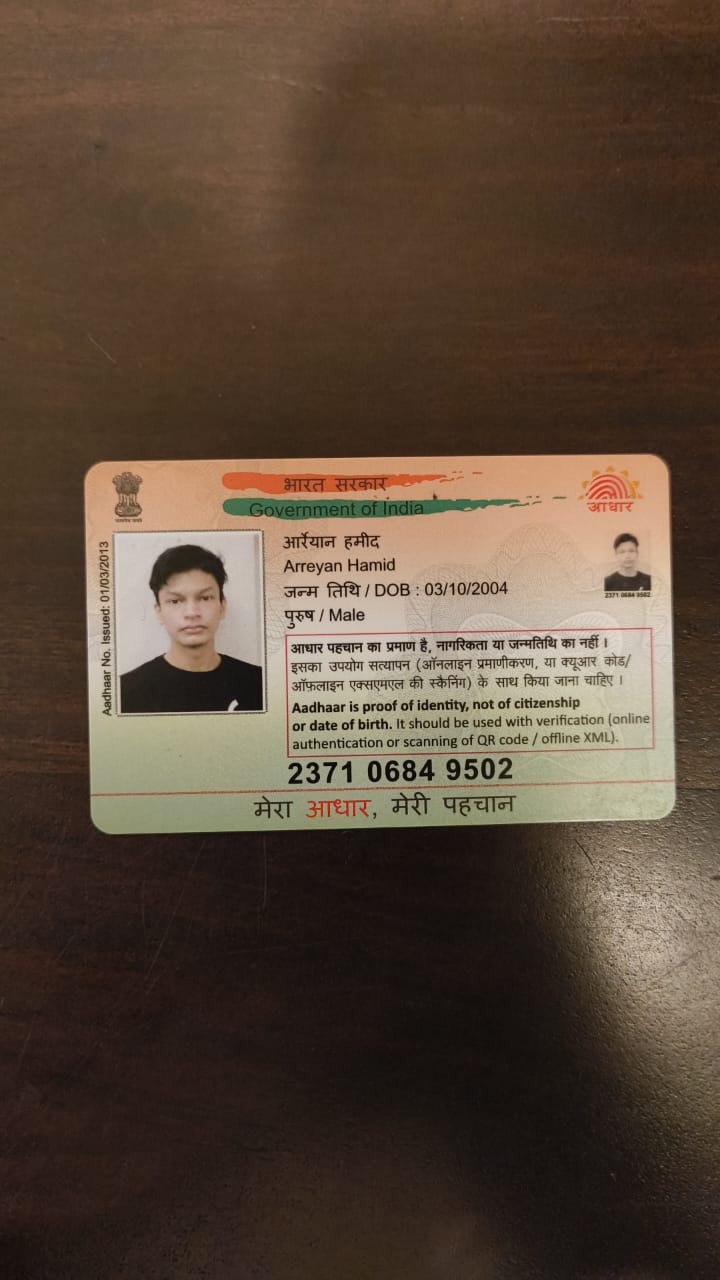 भारत सरकार
Government of India
आधार
Aadhaar No. Issued: 01/03/2013
आर्रेयान हमीद
Arreyan Hamid
जन्म तिथि / DOB : 03/10/2004
पुरुष / Male
2371 0684 9502
आधार पहचान का प्रमाण है, नागरिकता या जन्मतिथि का नहीं ।
इसका उपयोग सत्यापन (ऑनलाइन प्रमाणीकरण, या क्यूआर कोड/
ऑफ़लाइन एक्सएमएल की स्कैनिंग) के साथ किया जाना चाहिए ।
Aadhaar is proof of identity, not of citizenship
or date of birth. It should be used with verification (online
authentication or scanning of QR code / offline XML).
2371 0684 9502
मेरा आधार, मेरी पहचान